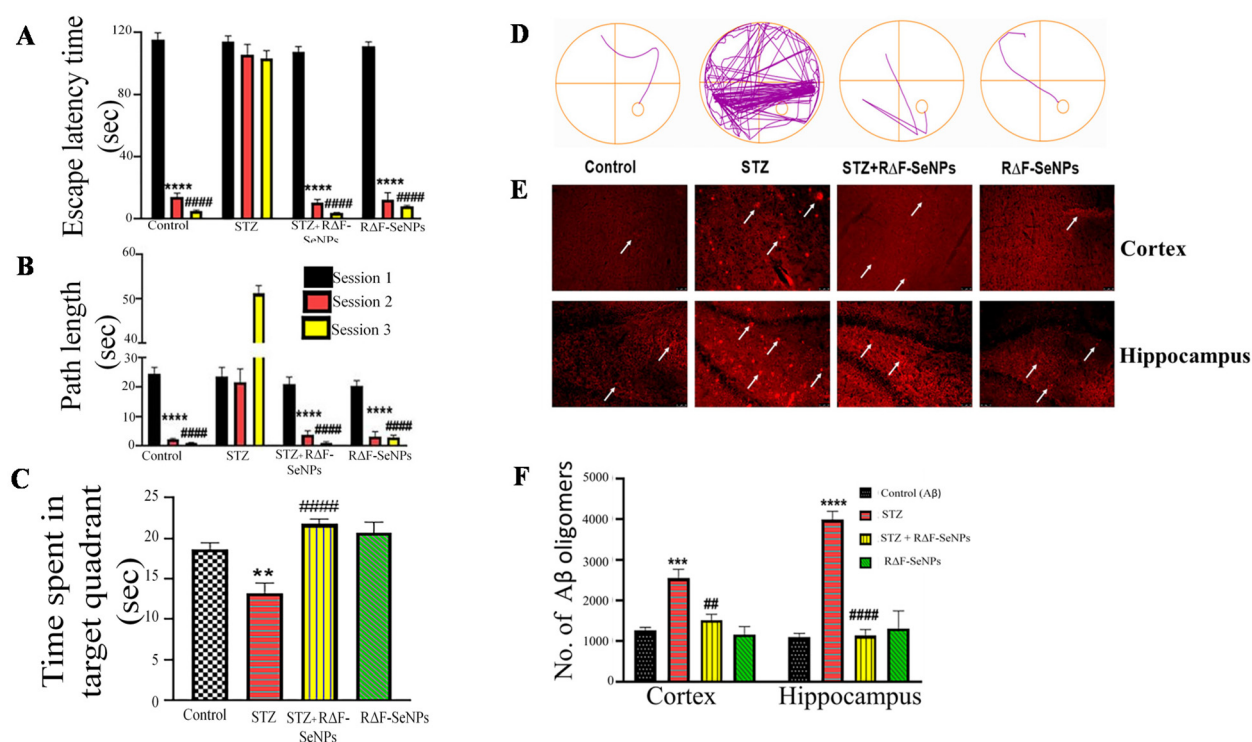 A
Escape latency time
(sec)
120
80
40
0
****
####
****
####
****
####
Control
STZ
STZ+RΔF-
SeNPs
RΔF-SeNPs
B
Path length
(sec)
60
50
40
30
20
10
0
Session 1
Session 2
Session 3
****
####
****
####
****
####
Control
STZ
STZ+RΔF-
SeNPs
RΔF-SeNPs
C
Time spent in
target quadrant
(sec)
25
20
15
10
5
0
**
####
Control
STZ
STZ+RΔF-
SeNPs
RΔF-SeNPs
D
Control
STZ
STZ+RΔF-SeNPs
RΔF-SeNPs
E
Cortex
Hippocampus
F
No. of Aβ oligomers
5000
4000
3000
2000
1000
0
***
##
****
####
Control (Aβ)
STZ
STZ + RΔF-SeNPs
RΔF-SeNPs
Cortex
Hippocampus